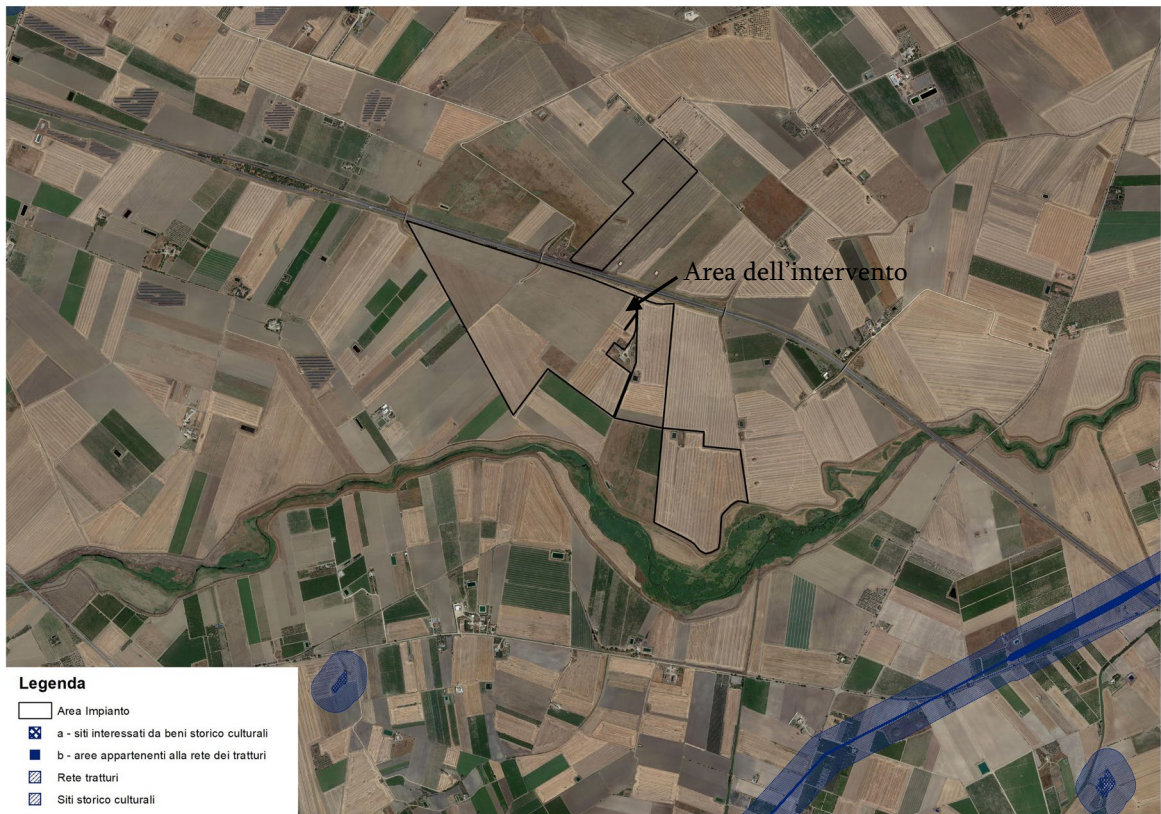 Area dell'intervento
Legenda
Area Impianto
a - siti interessati da beni storico culturali
b - aree appartenenti alla rete dei tratturi
Rete tratturi
Siti storico culturali